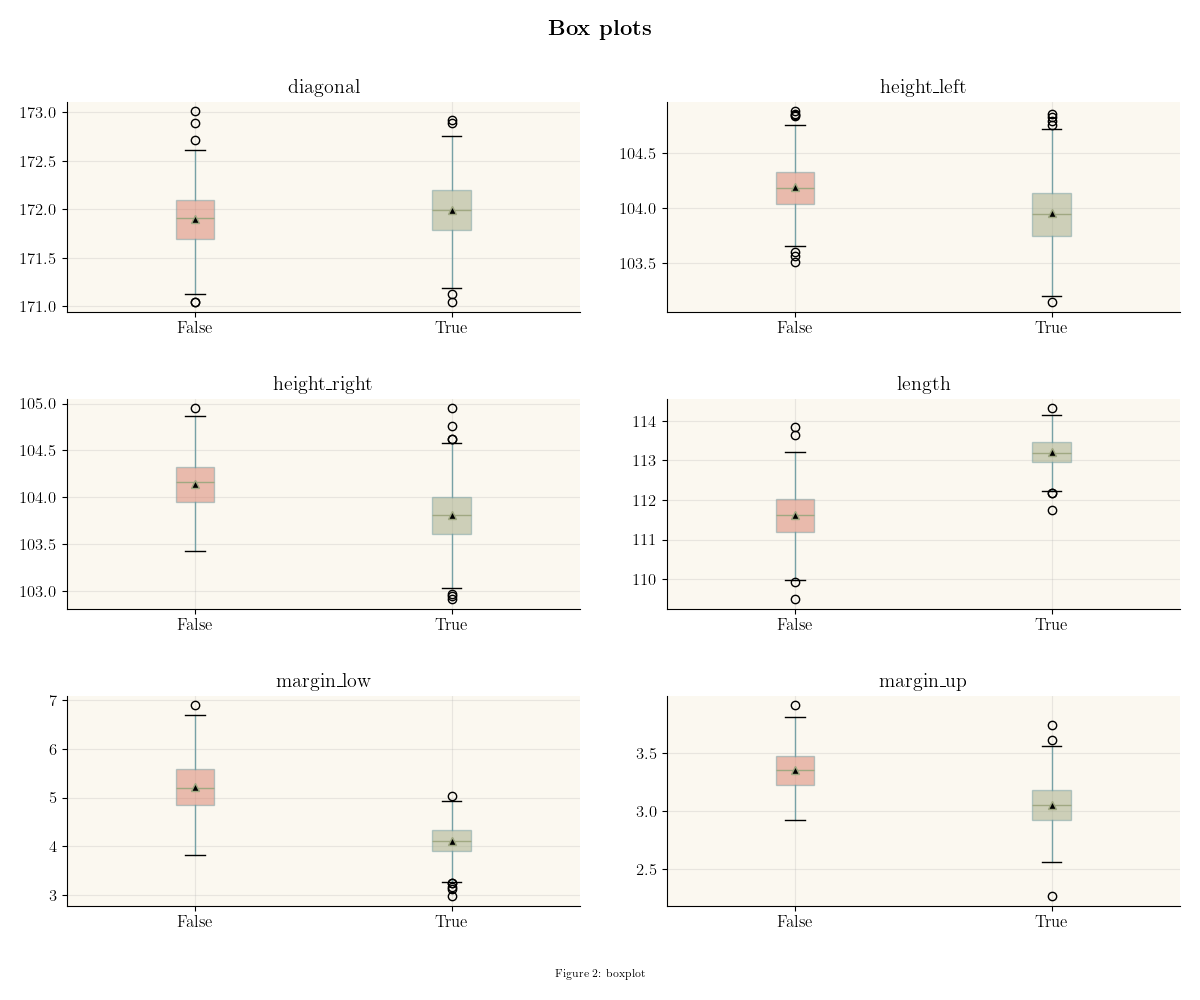 Box plots
diagonal
173.0
172.5
172.0
171.5
171.0
False True
height_left
104.5
104.0
103.5
False True
height_right
105.0
104.5
104.0
103.5
103.0
False True
length
114
113
112
111
110
False True
margin_low
7
6
5
4
3
False True
margin_up
3.5
3.0
2.5
False True
Figure 2: boxplot